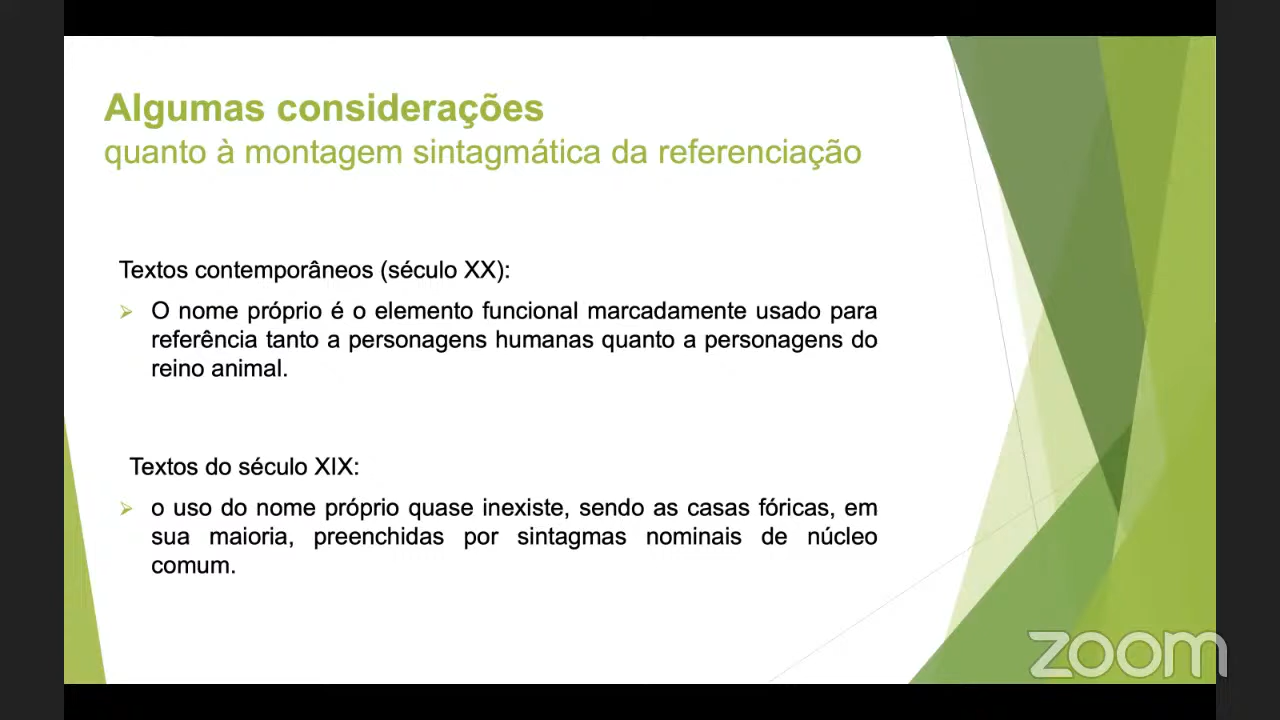 Algumas considerações
quanto à montagem sintagmática da referenciação
Textos contemporâneos (século XX):
O nome próprio é o elemento funcional marcadamente usado para
referência tanto a personagens humanas quanto a personagens do
reino animal.
Textos do século XIX:
o uso do nome próprio quase inexiste, sendo as casas fóricas, em
sua maioria, preenchidas por sintagmas nominais de núcleo
comum.
zoom